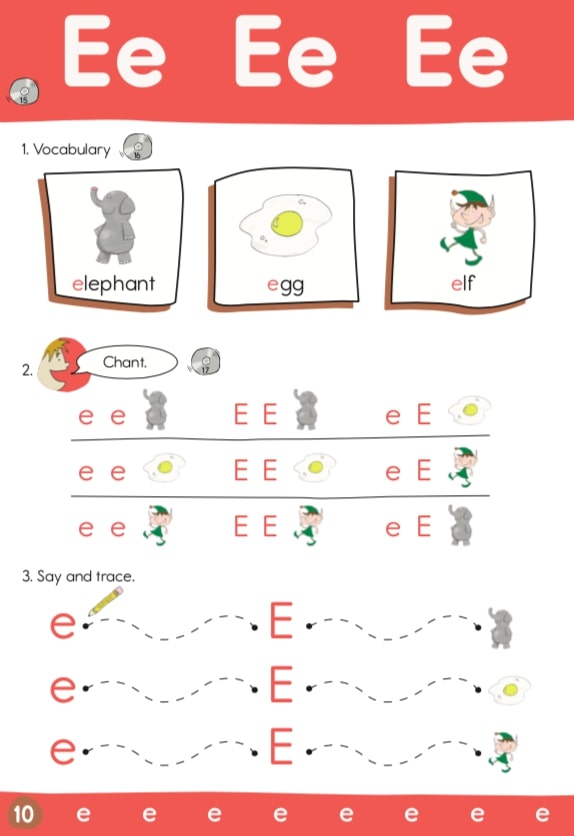 Ee Ee Ee
15
1. Vocabulary 16
elephant egg elf
2. Chant. 17
e e E E e E
e e E E e E
e e E E e E
3. Say and trace.
e E
e E
e E
10 e e e e e e e e